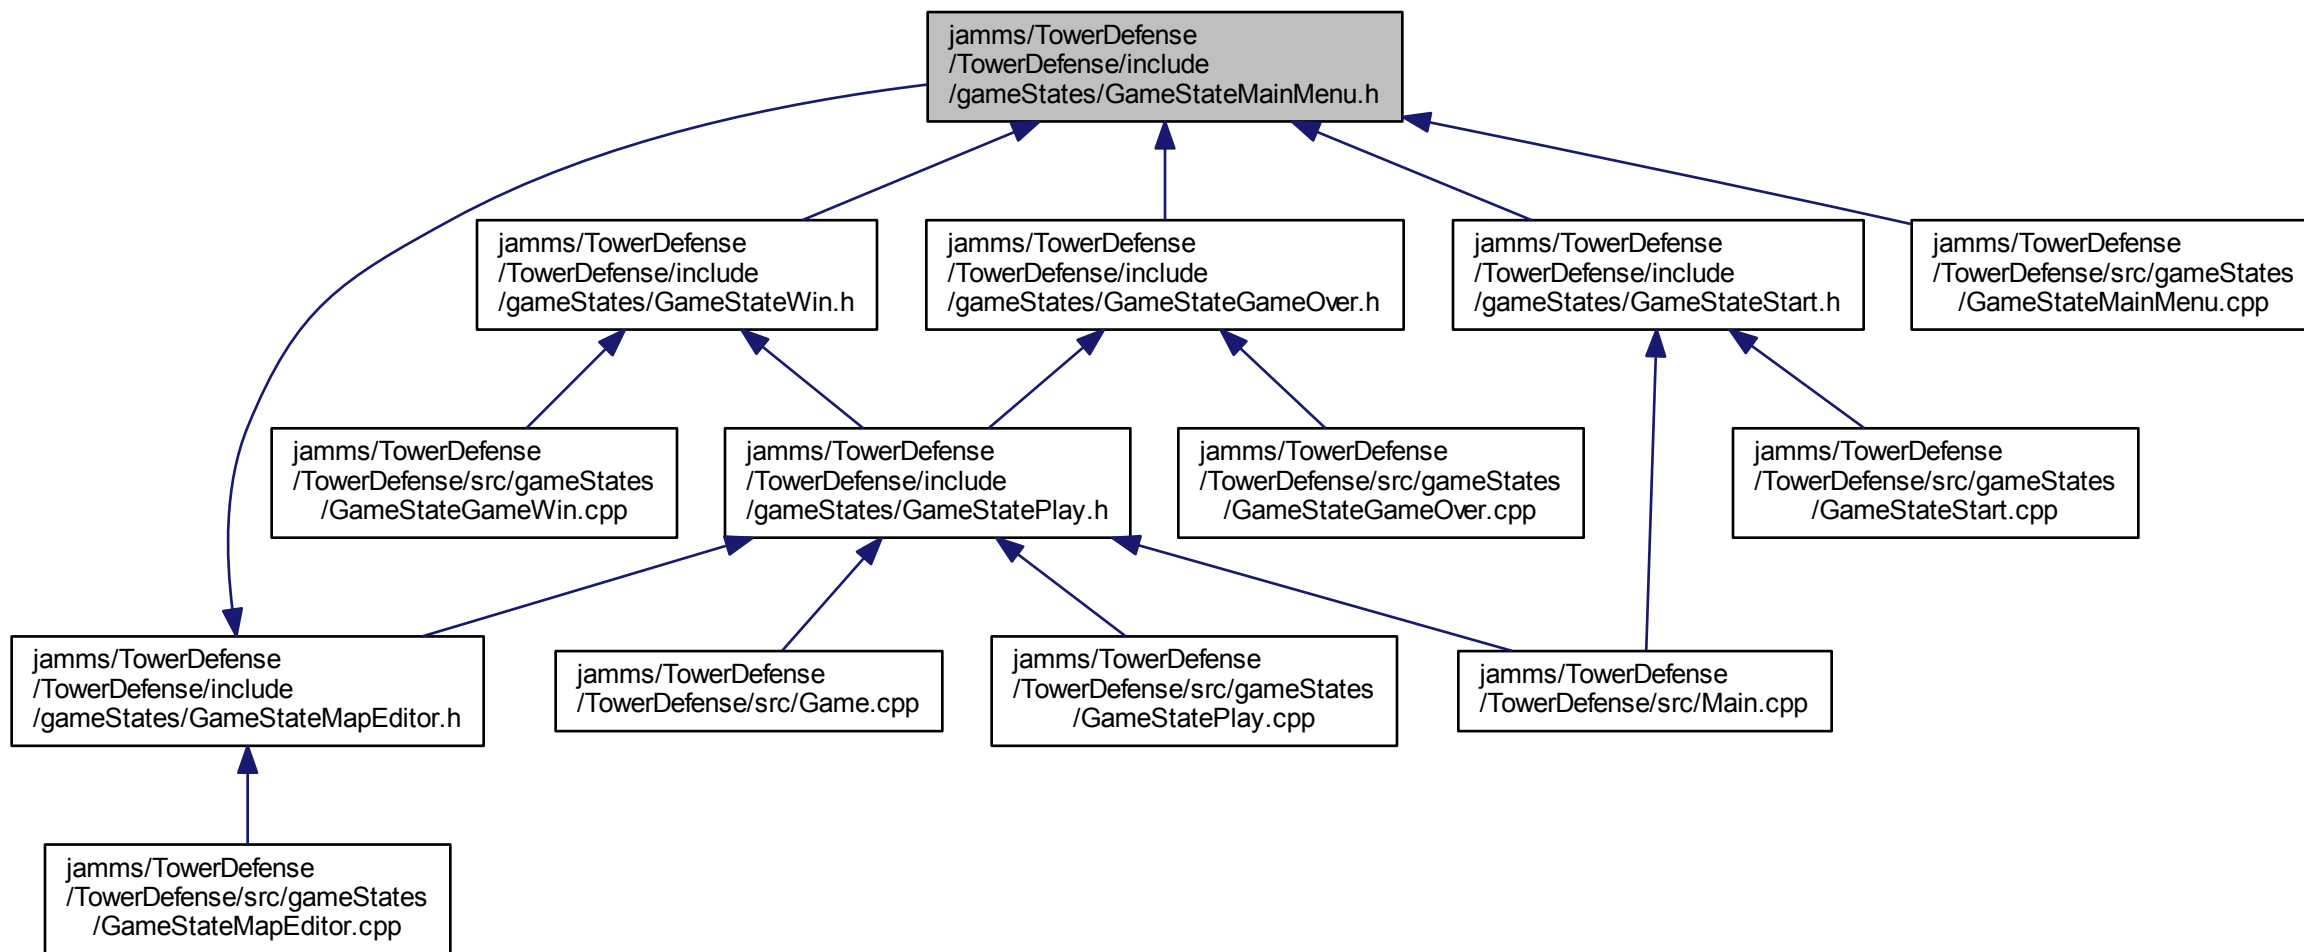 jamms/TowerDefense
/TowerDefense/include
/gameStates/GameStateMainMenu.h
jamms/TowerDefense
/TowerDefense/include
/gameStates/GameStateWin.h
jamms/TowerDefense
/TowerDefense/include
/gameStates/GameStateGameOver.h
jamms/TowerDefense
/TowerDefense/include
/gameStates/GameStateStart.h
jamms/TowerDefense
/TowerDefense/src/gameStates
/GameStateMainMenu.cpp
jamms/TowerDefense
/TowerDefense/src/gameStates
/GameStateGameWin.cpp
jamms/TowerDefense
/TowerDefense/include
/gameStates/GameStatePlay.h
jamms/TowerDefense
/TowerDefense/src/gameStates
/GameStateGameOver.cpp
jamms/TowerDefense
/TowerDefense/src/gameStates
/GameStateStart.cpp
jamms/TowerDefense
/TowerDefense/include
/gameStates/GameStateMapEditor.h
jamms/TowerDefense
/TowerDefense/src/Game.cpp
jamms/TowerDefense
/TowerDefense/src/gameStates
/GameStatePlay.cpp
jamms/TowerDefense
/TowerDefense/src/Main.cpp
jamms/TowerDefense
/TowerDefense/src/gameStates
/GameStateMapEditor.cpp